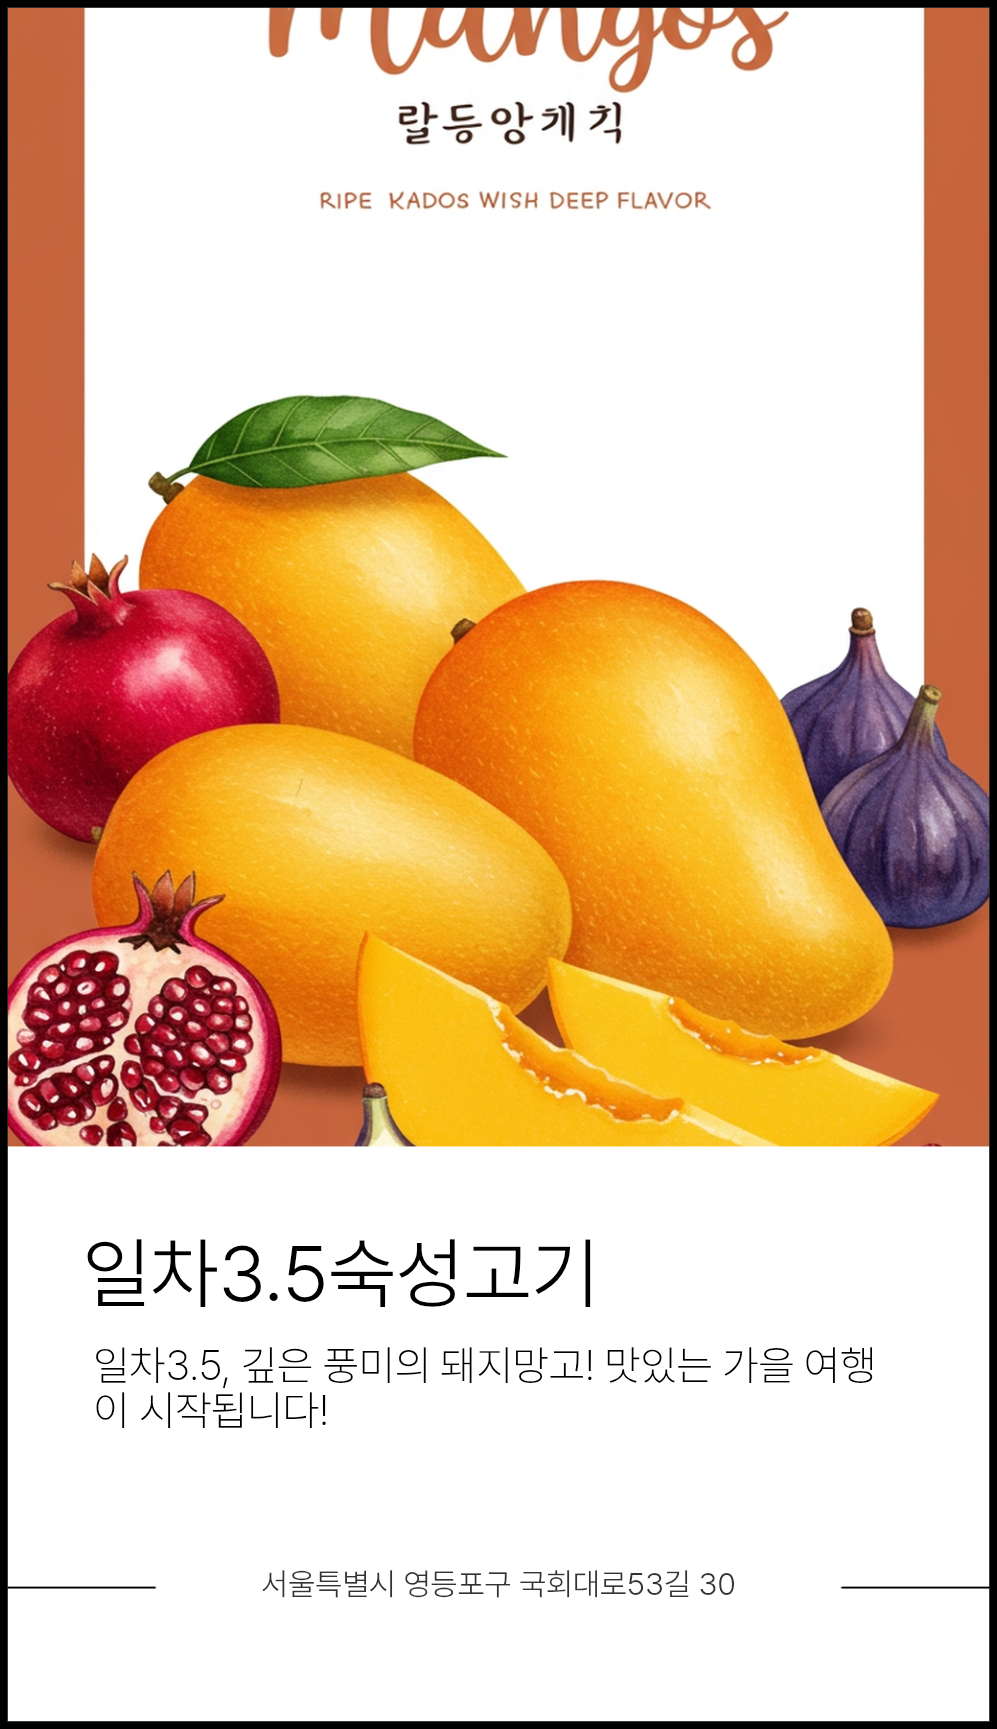 Mangos
랄등앙체칙
RIPE KADOS WISH DEEP FLAVOR
일차3.5숙성고기
일차3.5, 깊은 풍미의 돼지망고! 맛있는 가을 여행
이 시작됩니다!
서울특별시 영등포구 국회대로53길 30